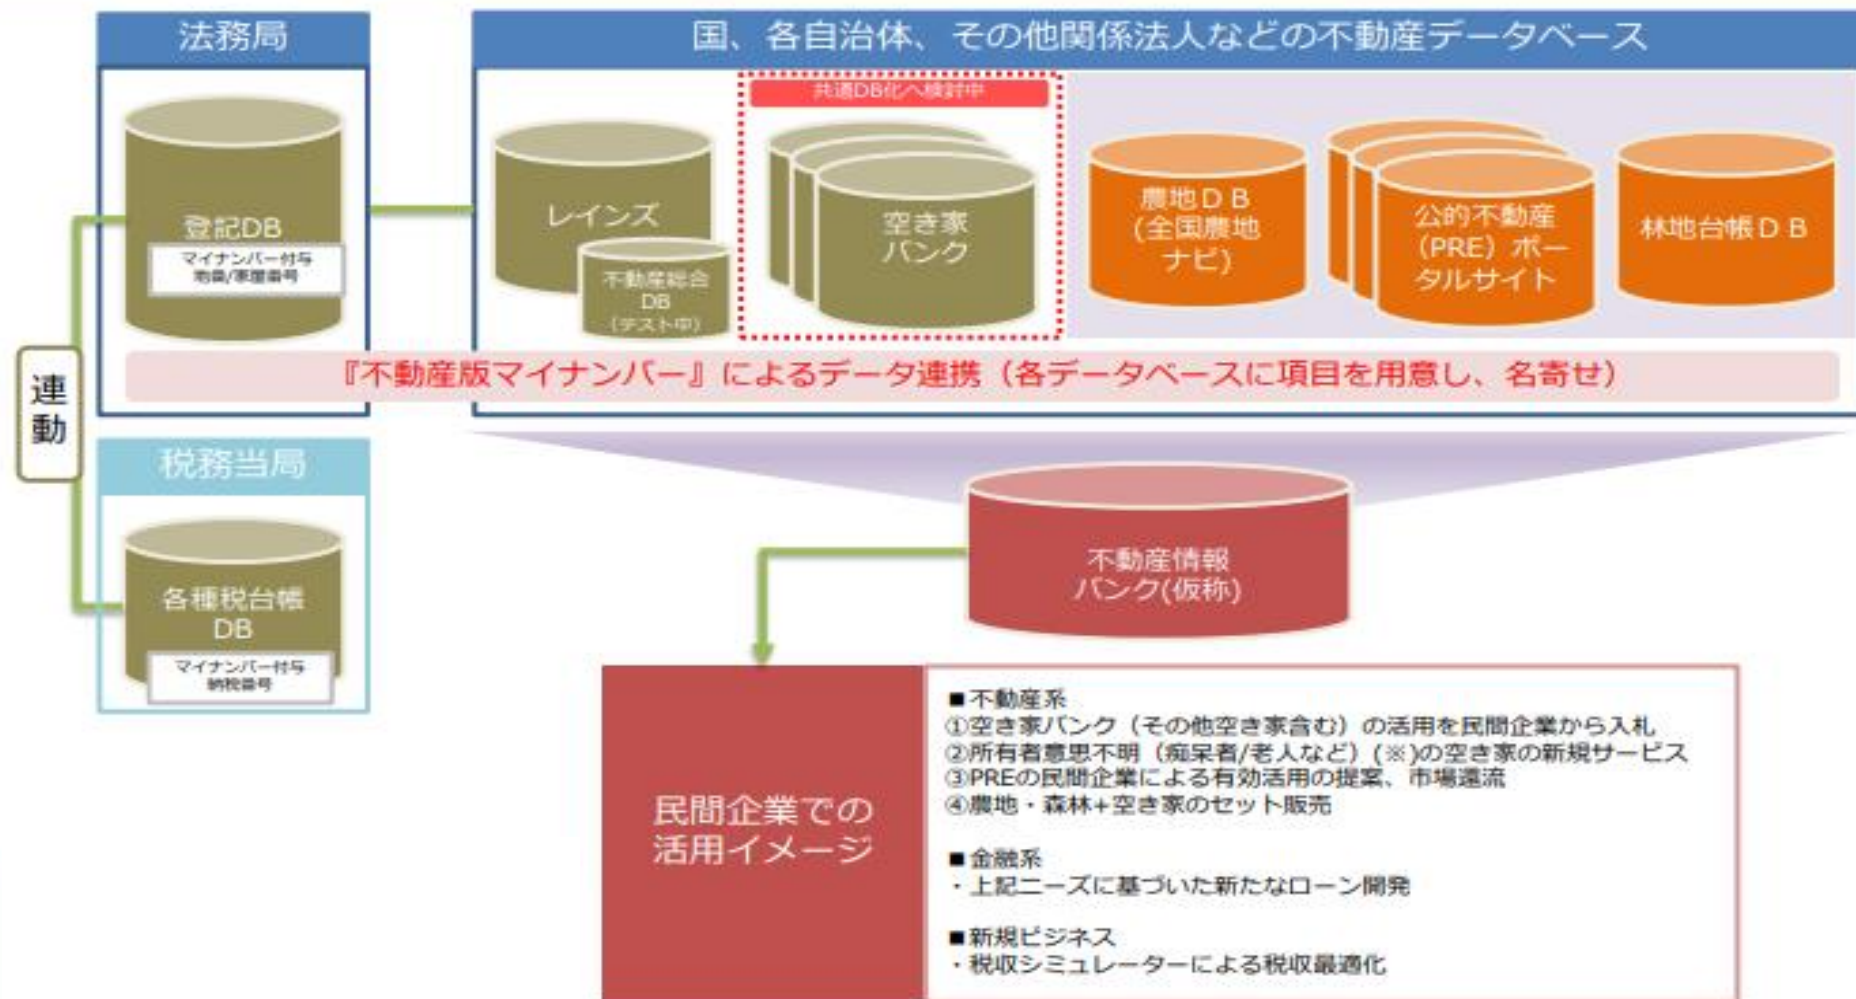 法務局
国、各自治体、その他関係法人などの不動産データベース
共通DB化へ検討中
登記DB
マイナンバー付与
地番/家屋番号
レインズ
不動産総合
DB
(テスト中)
空き家
バンク
農地DB
(全国農地
ナビ)
公的不動産
(PRE)ポー
タルサイト
林地台帳DB
『不動産版マイナンバー』によるデータ連携(各データベースに項目を用意し、名寄せ)
連
動
税務当局
各種税台帳
DB
マイナンバー付与
納税番号
不動産情報
バンク(仮称)
民間企業での
活用イメージ
■不動産系
①空き家バンク(その他空き家含む)の活用を民間企業から入札
②所有者意思不明(痴呆者/老人など)(※)の空き家の新規サービス
③PREの民間企業による有効活用の提案、市場還流
④農地・森林+空き家のセット販売
■金融系
・上記ニーズに基づいた新たなローン開発
■新規ビジネス
・税収シミュレーターによる税収最適化